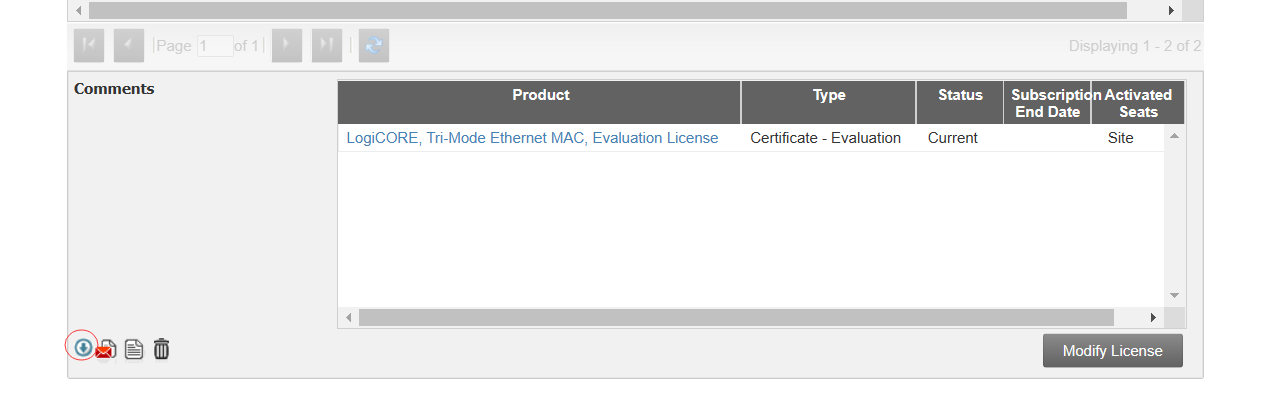 Page 1 of 1
Displaying 1 - 2 of 2
Comments
Product Type Status Subscription End Date Activated Seats
LogiCORE, Tri-Mode Ethernet MAC, Evaluation License Certificate - Evaluation Current Site
Modify License